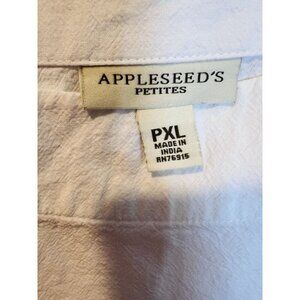 APPLESEED'S
PETITES
PXL
MADE IN
INDIA
RN76915